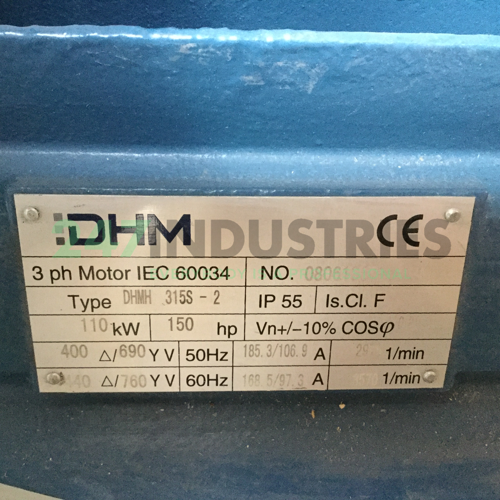 DHM CE
INDUSTRIES
3 ph Motor IEC 60034 NO.
Type DHMH 315S - 2 IP 55 Is.Cl. F
110 kW 150 hp Vn+/-10% COSφ
400 △/690 Y V 50Hz 185.3/106.9 A 1/min
△/760 Y V 60Hz 168.5/97.3 A 1/min